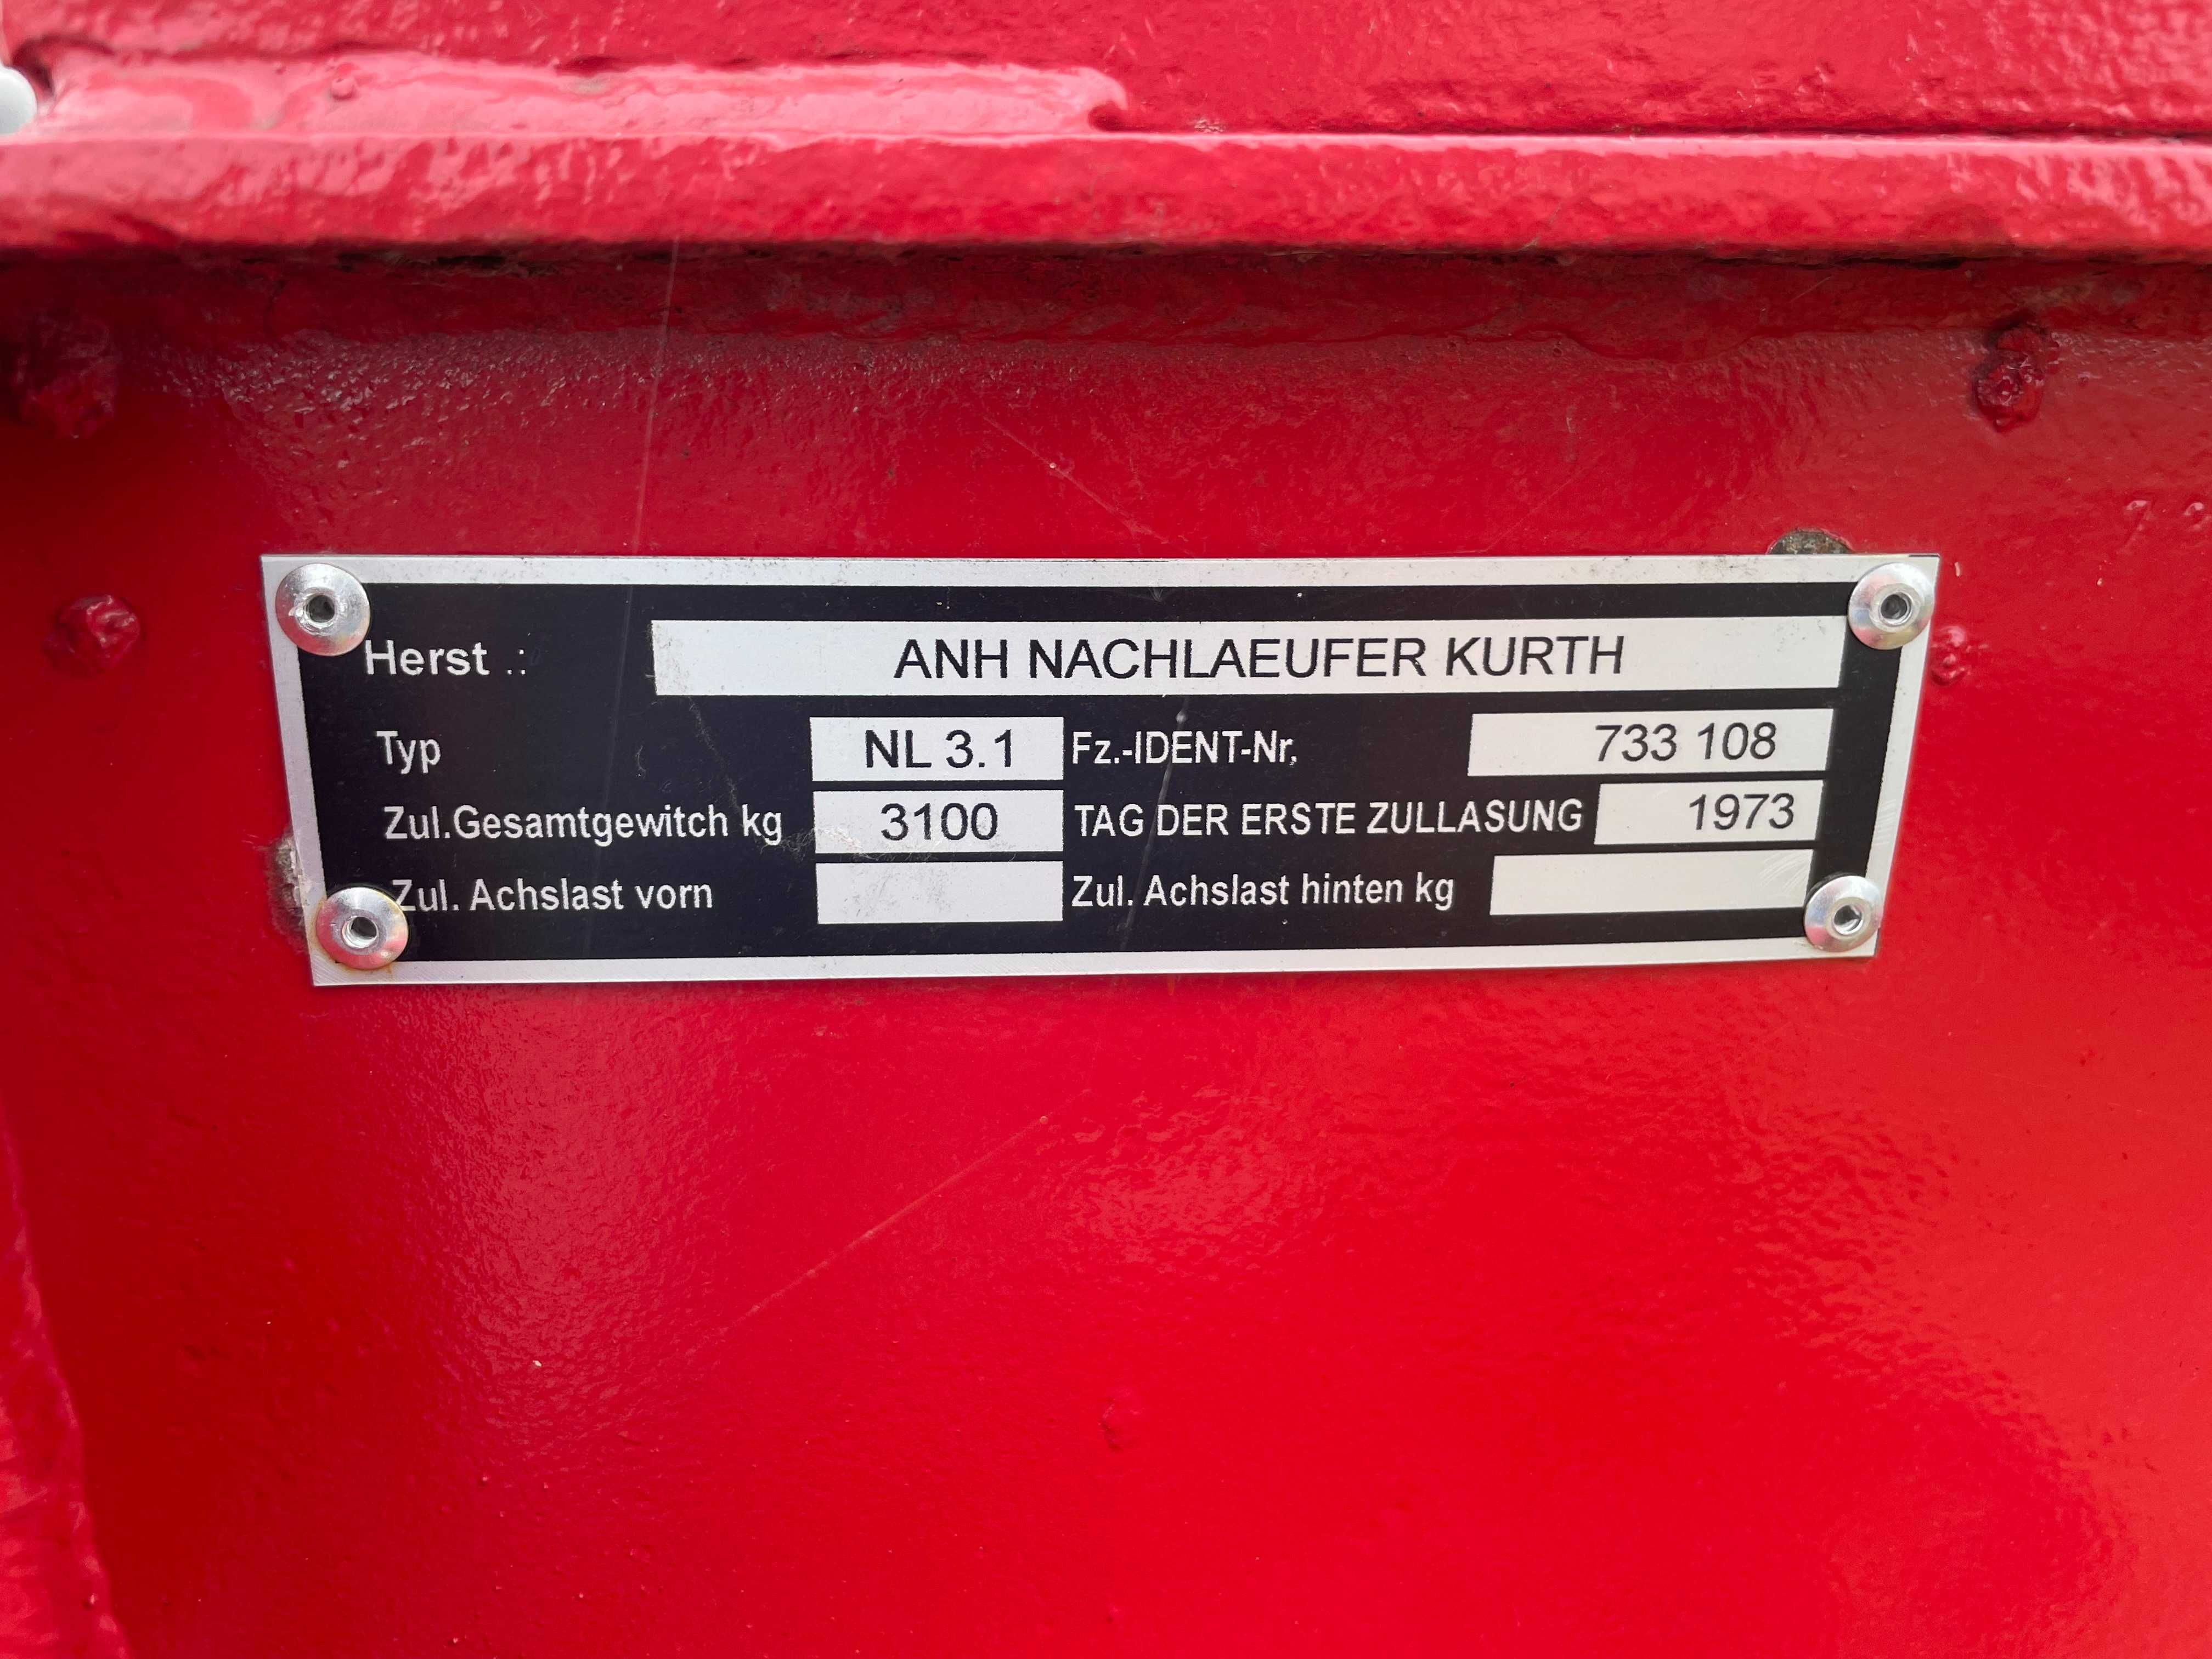 Herst .: ANH NACHLAEUFER KURTH
Typ NL 3.1 Fz.-IDENT-Nr, 733 108
Zul.Gesamtgewitch kg 3100 TAG DER ERSTE ZULLASUNG 1973
Zul. Achslast vorn Zul. Achslast hinten kg